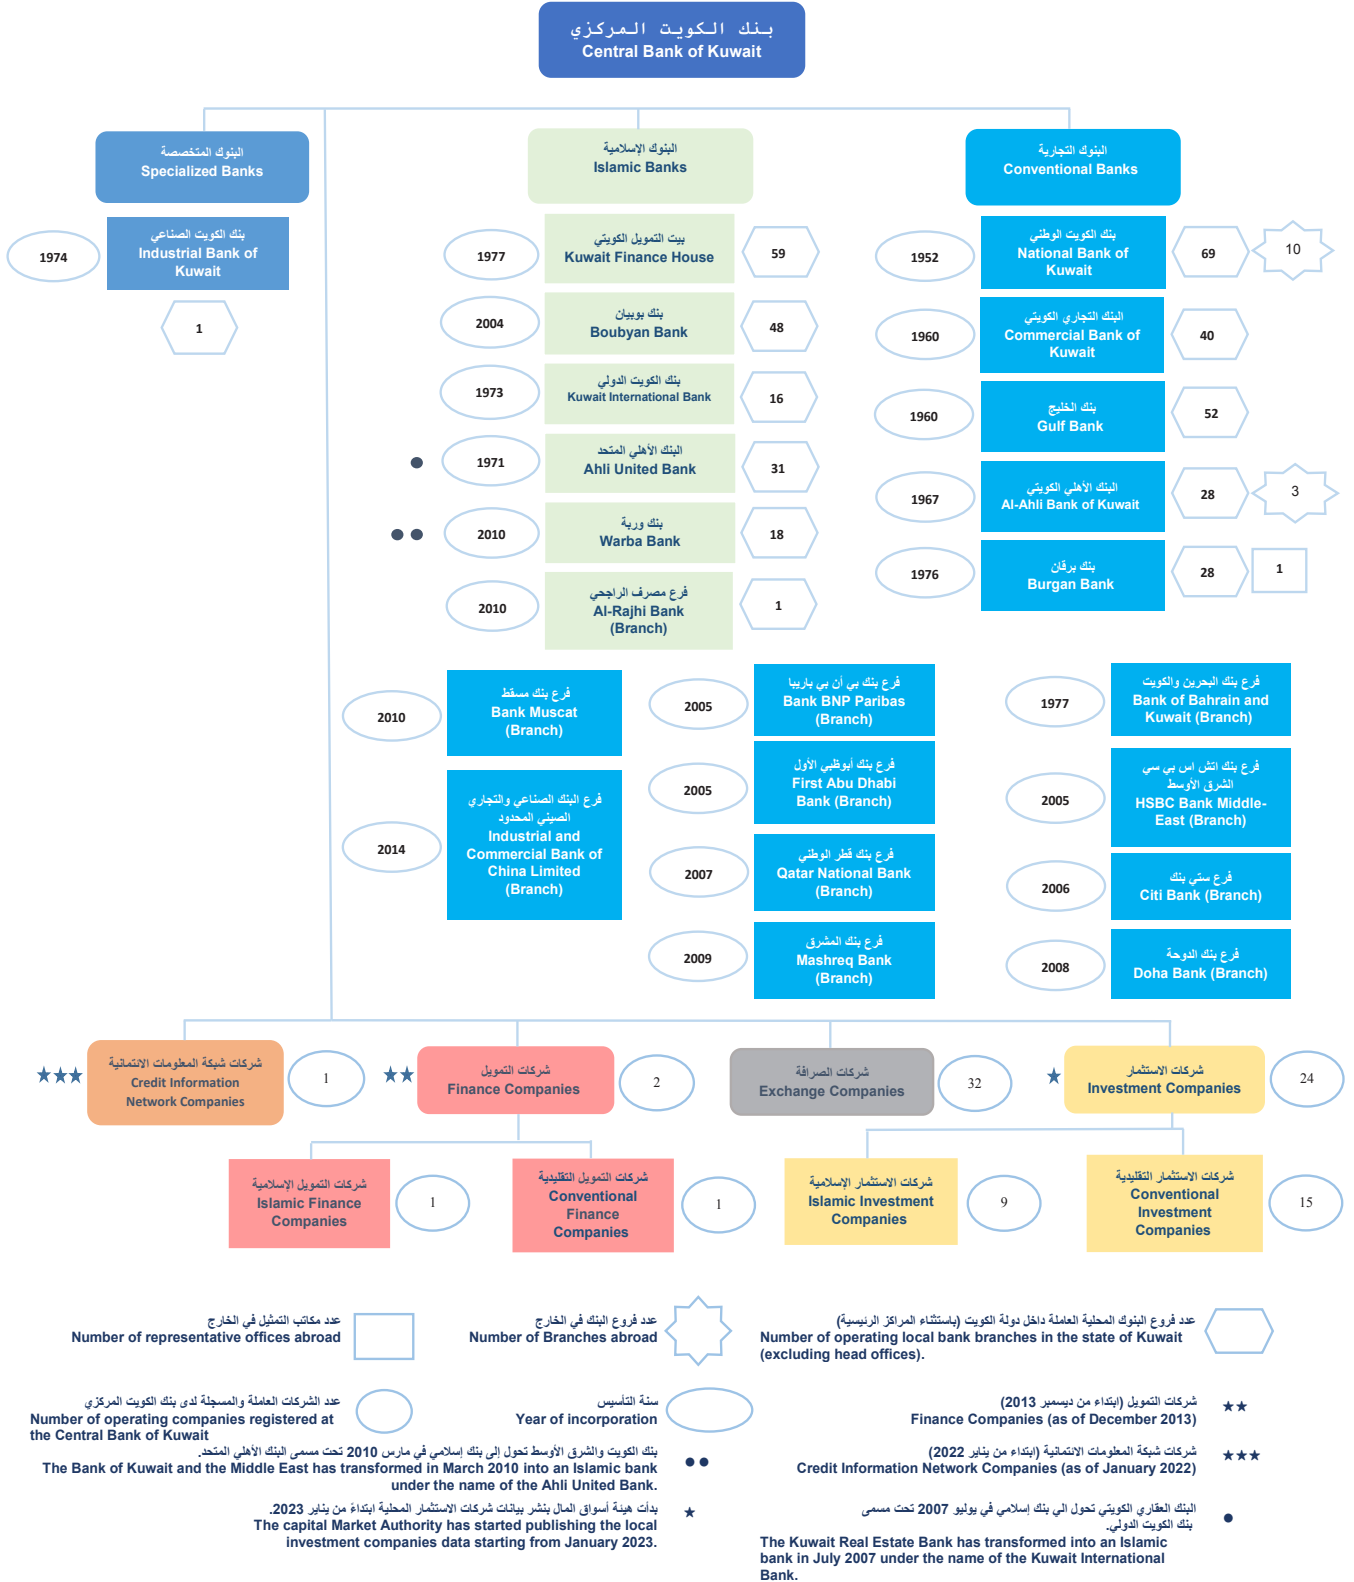 بنك الكويت المركزي
Central Bank of Kuwait
البنوك المتخصصة
Specialized Banks
البنوك الإسلامية
Islamic Banks
البنوك التجارية
Conventional Banks
1974
بنك الكويت الصناعي
Industrial Bank of
Kuwait
1
1977
بيت التمويل الكويتي
Kuwait Finance House
59
2004
بنك بوبيان
Boubyan Bank
48
1973
بنك الكويت الدولي
Kuwait International Bank
16
1971
البنك الأهلي المتحد
Ahli United Bank
31
2010
بنك وربة
Warba Bank
18
2010
فرع مصرف الراجحي
Al-Rajhi Bank
(Branch)
1
1952
بنك الكويت الوطني
National Bank of
Kuwait
69
10
1960
البنك التجاري الكويتي
Commercial Bank of
Kuwait
40
1960
بنك الخليج
Gulf Bank
52
1967
البنك الأهلي الكويتي
Al-Ahli Bank of Kuwait
28
3
1976
بنك برقان
Burgan Bank
28
1
2010
فرع بنك مسقط
Bank Muscat
(Branch)
2014
فرع البنك الصناعي والتجاري
الصيني المحدود
Industrial and
Commercial Bank of
China Limited
(Branch)
2005
فرع بنك بي أن بي باريبا
Bank BNP Paribas
(Branch)
2005
فرع بنك أبوظبي الأول
First Abu Dhabi
Bank (Branch)
2007
فرع بنك قطر الوطني
Qatar National Bank
(Branch)
2009
فرع بنك المشرق
Mashreq Bank
(Branch)
1977
فرع بنك البحرين والكويت
Bank of Bahrain and
Kuwait (Branch)
2005
فرع بنك اتش اس بي سي
الشرق الأوسط
HSBC Bank Middle-
East (Branch)
2006
فرع ستي بنك
Citi Bank (Branch)
2008
فرع بنك الدوحة
Doha Bank (Branch)
★★★
شركات شبكة المعلومات الائتمانية
Credit Information
Network Companies
1
★★
شركات التمويل
Finance Companies
2
شركات الصرافة
Exchange Companies
32
★
شركات الاستثمار
Investment Companies
24
شركات التمويل الإسلامية
Islamic Finance
Companies
1
شركات التمويل التقليدية
Conventional
Finance
Companies
1
شركات الاستثمار الإسلامية
Islamic Investment
Companies
9
شركات الاستثمار التقليدية
Conventional
Investment
Companies
15
عدد مكاتب التمثيل في الخارج
Number of representative offices abroad
عدد فروع البنك في الخارج
Number of Branches abroad
عدد فروع البنوك المحلية العاملة داخل دولة الكويت (باستثناء المراكز الرئيسية)
Number of operating local bank branches in the state of Kuwait
(excluding head offices).
عدد الشركات العاملة والمسجلة لدى بنك الكويت المركزي
Number of operating companies registered at
the Central Bank of Kuwait
سنة التأسيس
Year of incorporation
شركات التمويل (ابتداء من ديسمبر 2013)
Finance Companies (as of December 2013)
★★
بنك الكويت والشرق الأوسط تحول إلى بنك إسلامي في مارس 2010 تحت مسمى البنك الأهلي المتحد.
The Bank of Kuwait and the Middle East has transformed in March 2010 into an Islamic bank
under the name of the Ahli United Bank.
●●
شركات شبكة المعلومات الائتمانية (ابتداء من يناير 2022)
Credit Information Network Companies (as of January 2022)
★★★
بدأت هيئة أسواق المال بنشر بيانات شركات الاستثمار المحلية ابتداءً من يناير 2023.
The capital Market Authority has started publishing the local
investment companies data starting from January 2023.
★
البنك العقاري الكويتي تحول الي بنك إسلامي في يوليو 2007 تحت مسمى
بنك الكويت الدولي.
The Kuwait Real Estate Bank has transformed into an Islamic
bank in July 2007 under the name of the Kuwait International
Bank.
●